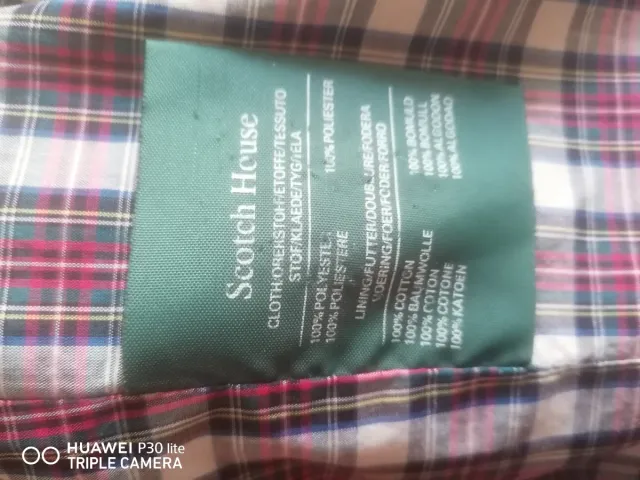 Scotch House
CLOTH/OBERSTOFF/ETOFFE/TESSUTO
STOF/KLAEDE/TYG/TELA
100% POLYESTER 100% POLIESTER
100% POLIESTERE
LINING/FUTTER/DOUBLURE/FODERA
VOERING/FOER/FODER/FORRO
100% COTTON 100% BOMULD
100% BAUMWOLLE 100% BOMULL
100% COTON 100% ALGODON
100% COTONE 100% ALGODAO
100% KATOEN
HUAWEI P30 lite
TRIPLE CAMERA